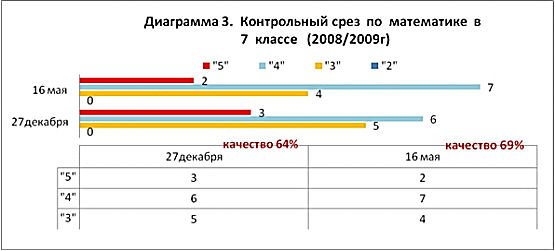 Диаграмма 3. Контрольный срез по математике в
7 классе (2008/2009г)
"5" "4" "3" "2"
2
16 мая 7
4
0
3
27декабря 6
5
0
качество 64% качество 69%
27декабря 16 мая
"5" 3 2
"4" 6 7
"3" 5 4